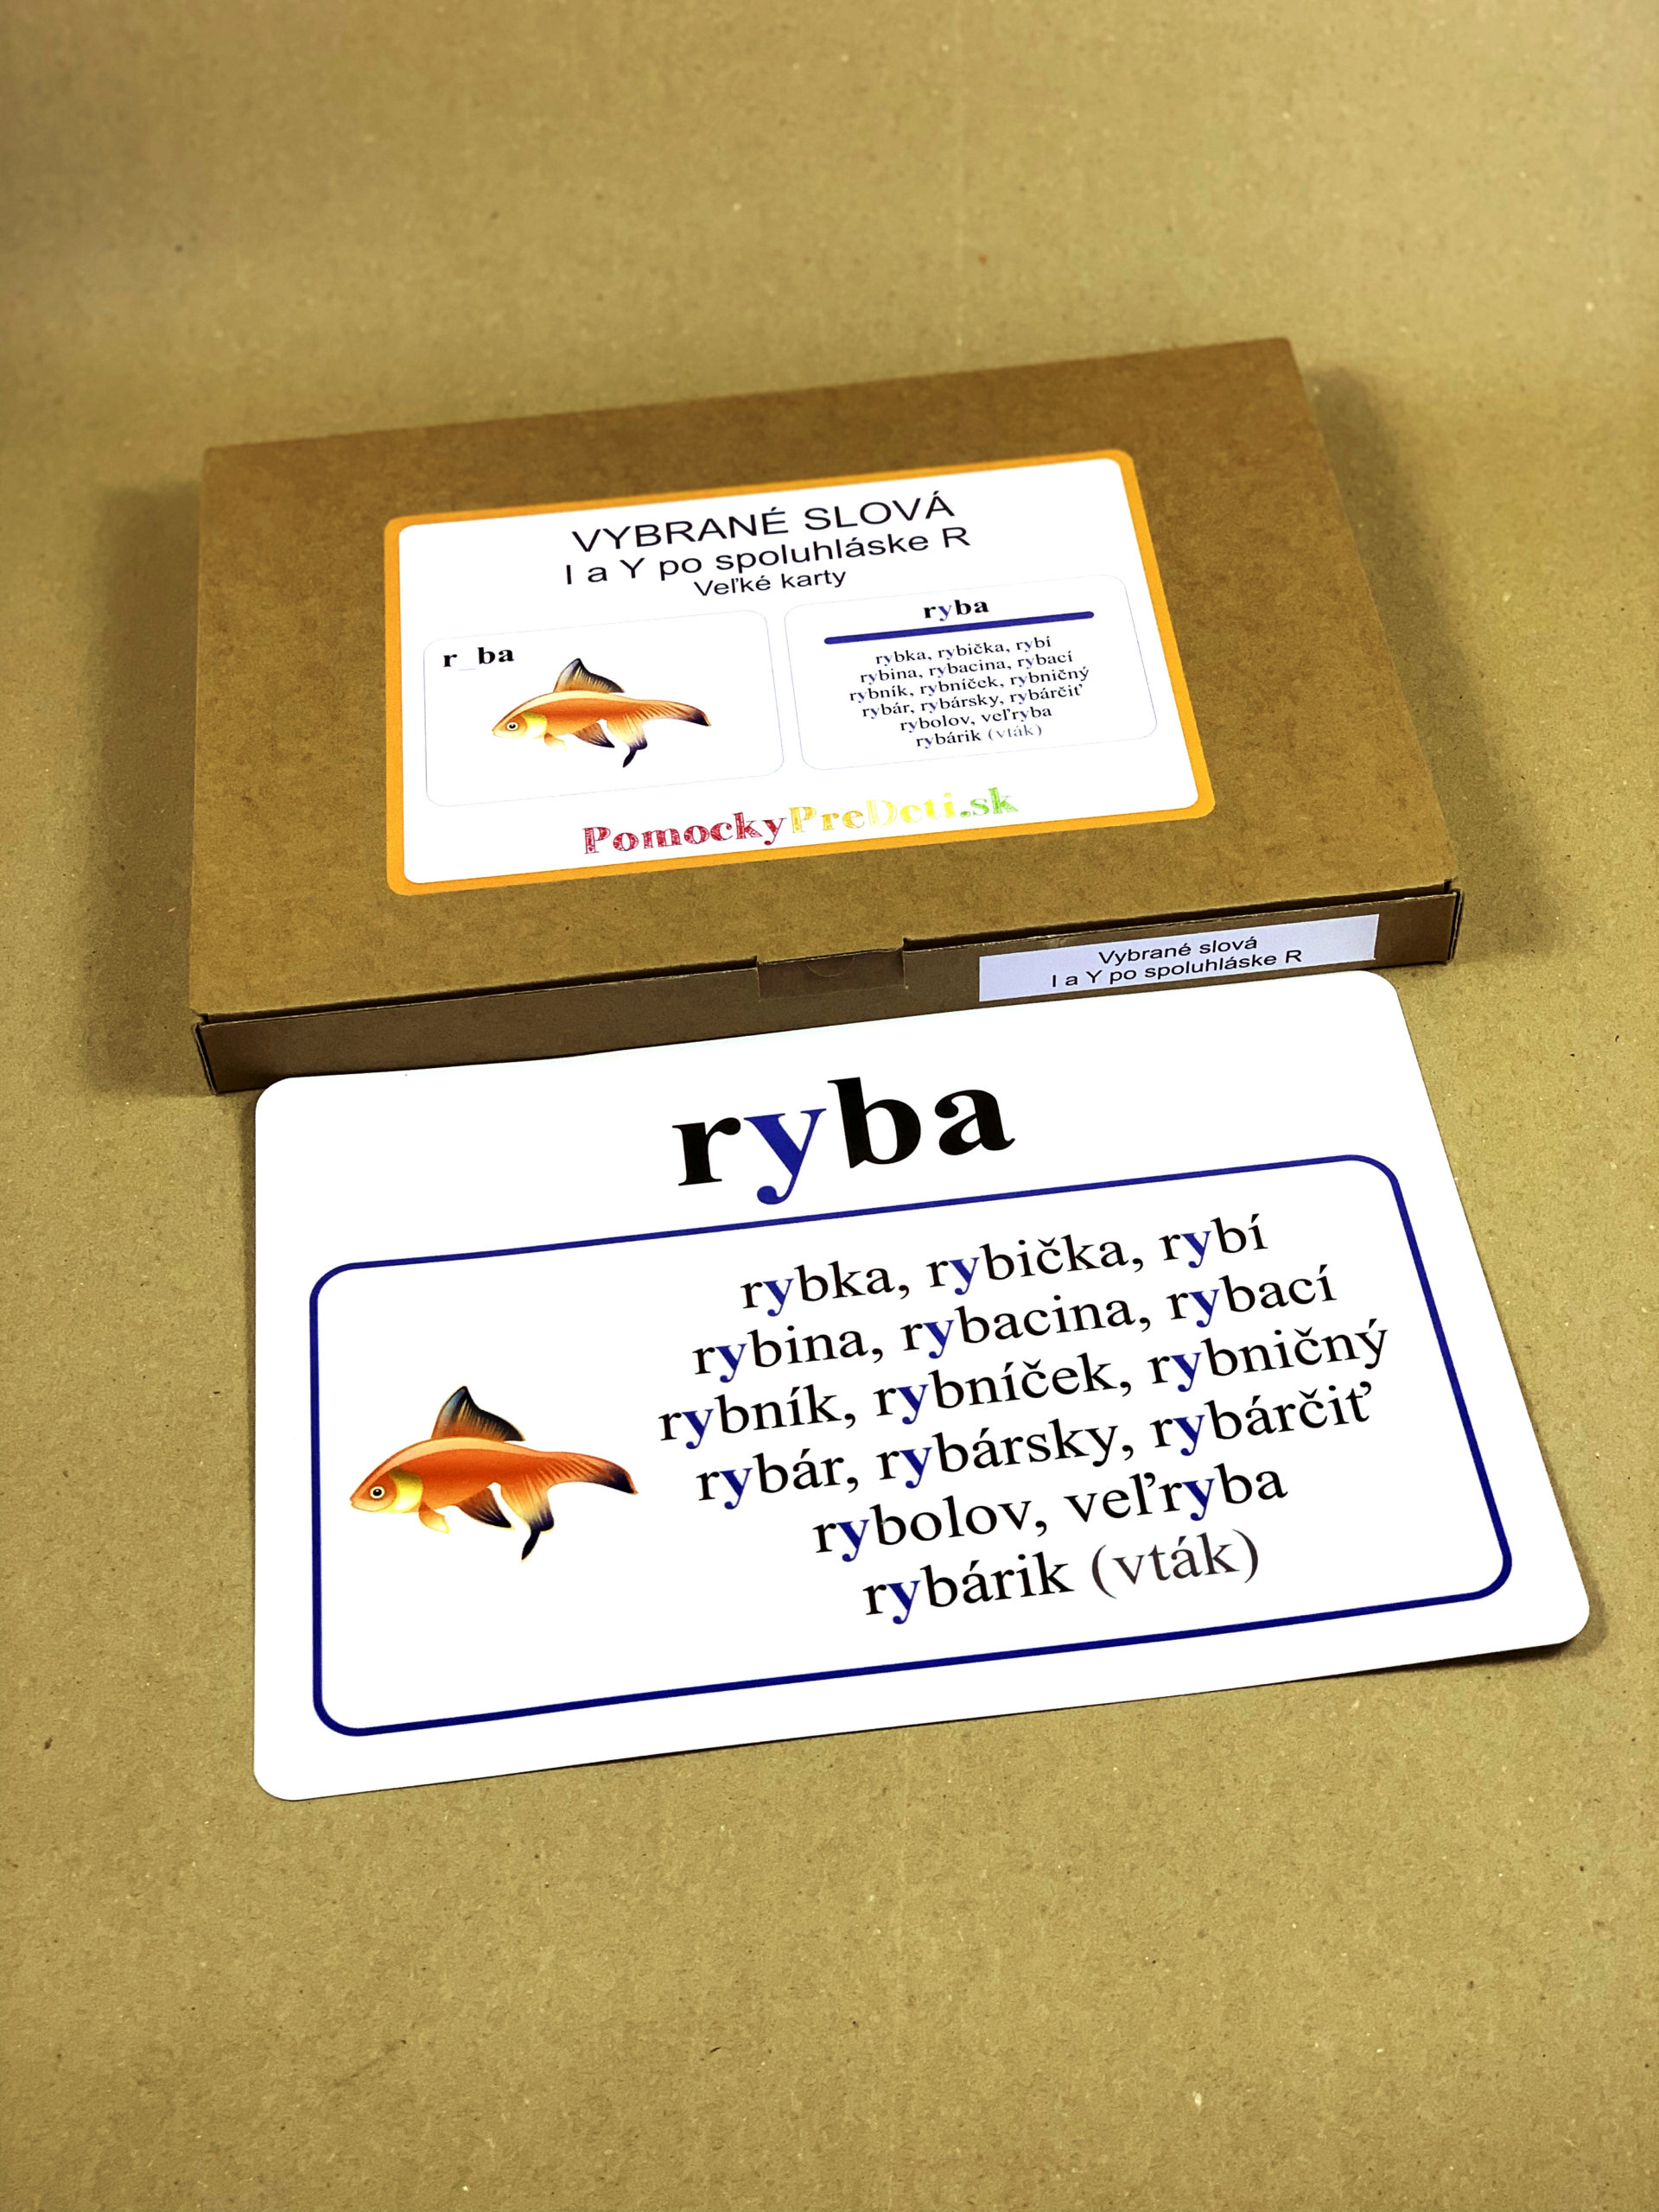 VYBRANÉ SLOVÁ
I a Y po spoluhláske R
Veľké karty
r_ba
ryba
rybka, rybička, rybí
rybina, rybacina, rybací
rybník, rybníček, rybničný
rybár, rybársky, rybárčiť
rybolov, veľryba
rybárik (vták)
PomockyPreDeti.sk
Vybrané slová
I a Y po spoluhláske R
ryba
rybka, rybička, rybí
rybina, rybacina, rybací
rybník, rybníček, rybničný
rybár, rybársky, rybárčiť
rybolov, veľryba
rybárik (vták)